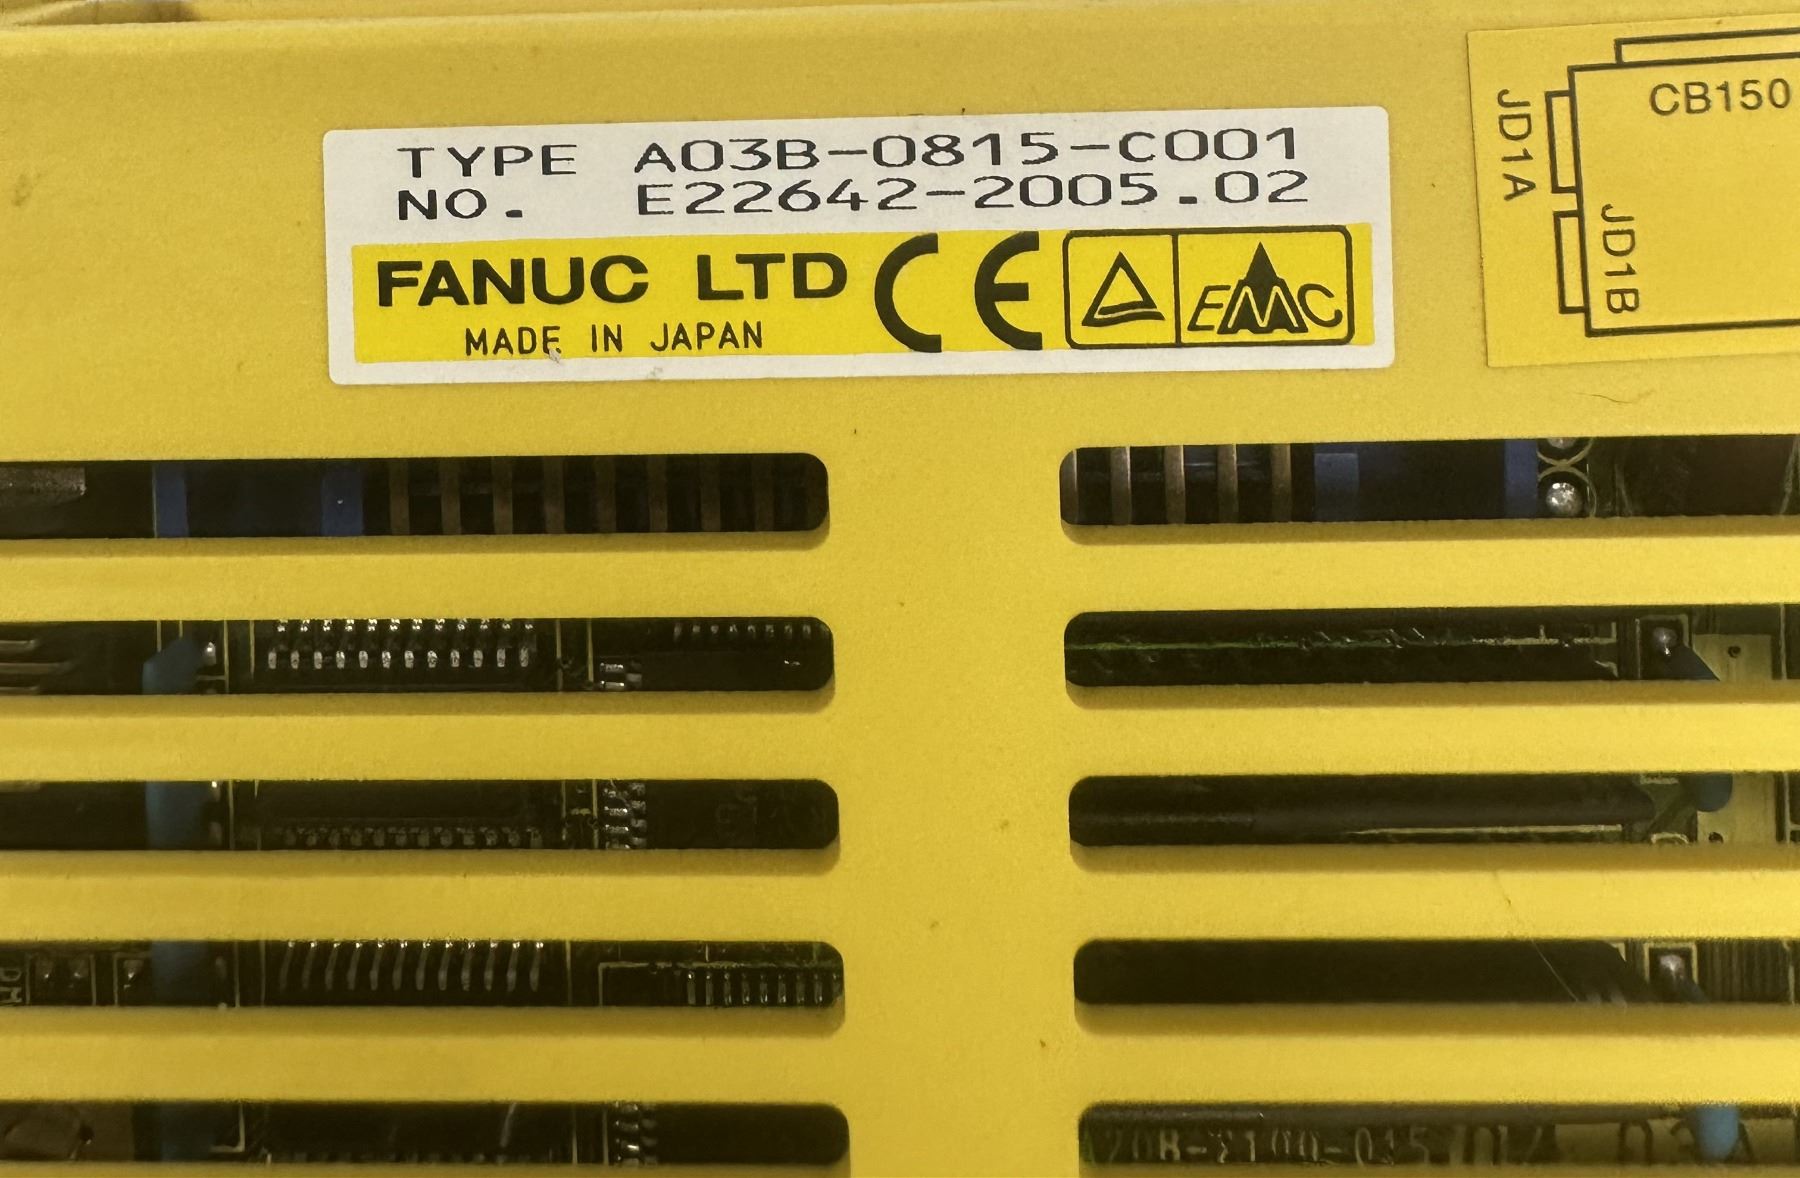 TYPE A03B-0815-C001
NO. E22642-2005.02
FANUC LTD CE EMC
MADE IN JAPAN
CB150
JD1A
JD1B